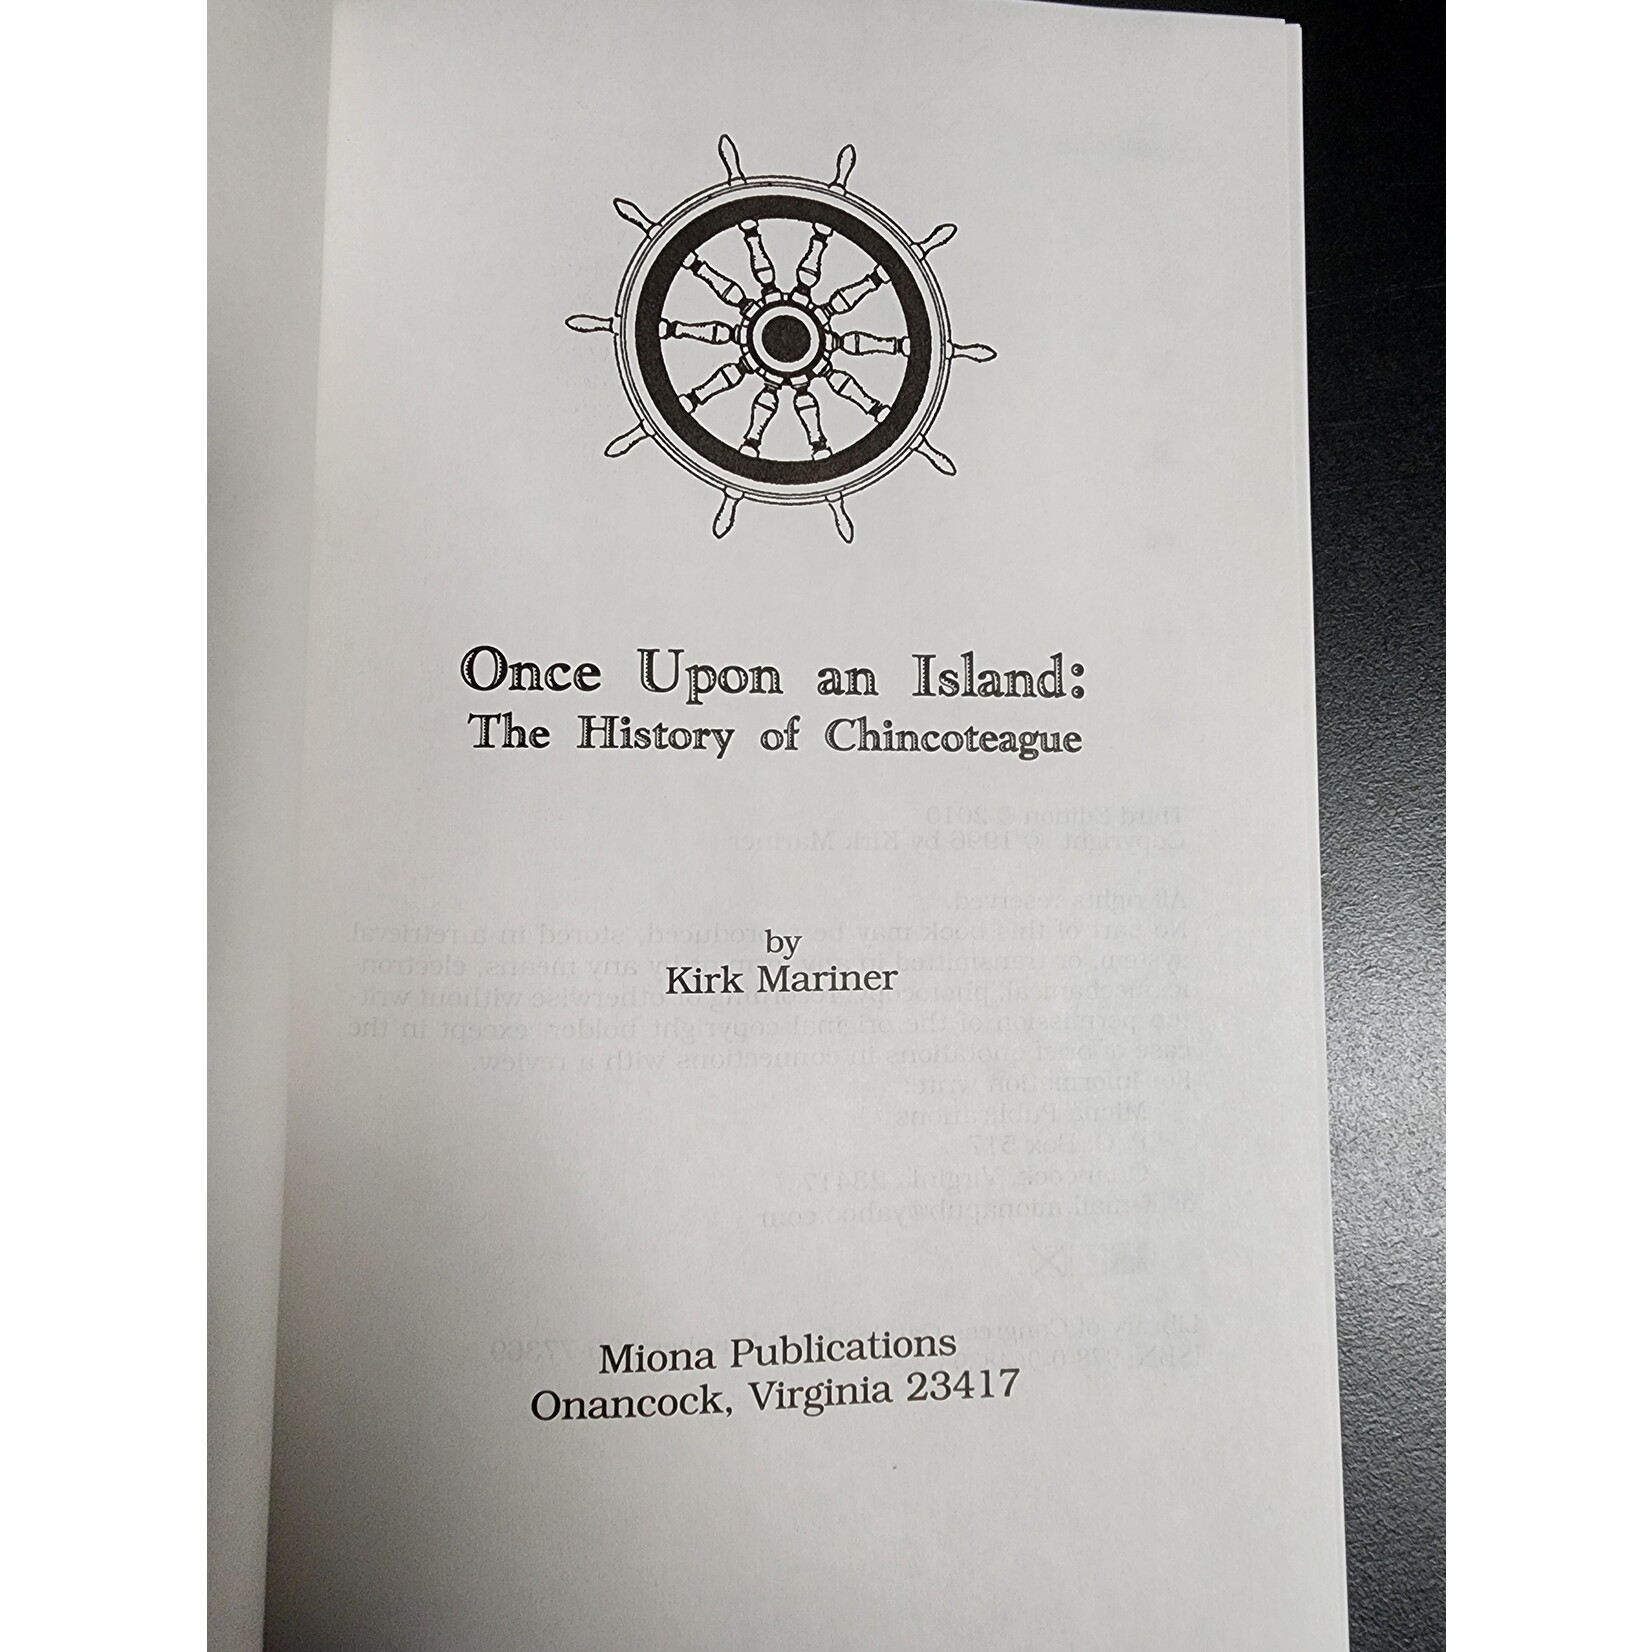 Once Upon an Island:
The History of Chincoteague
by
Kirk Mariner
Miona Publications
Onancock, Virginia 23417